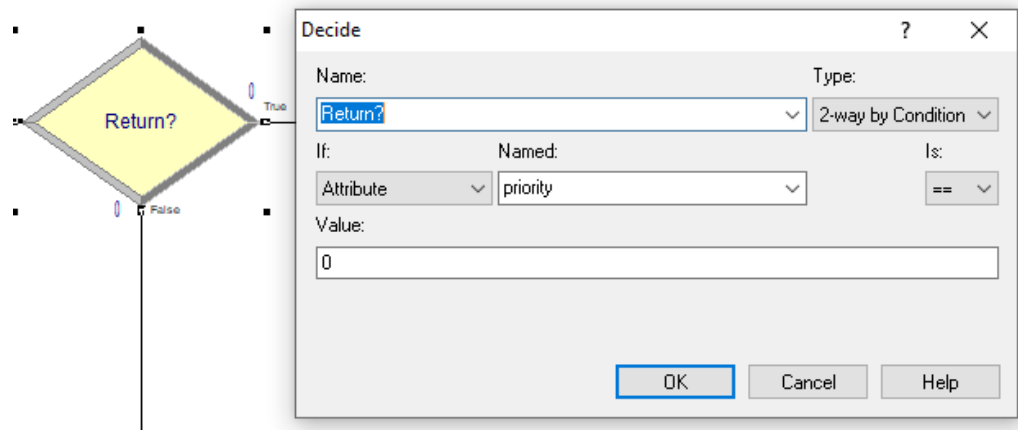 Return?
0
True
0
False
Decide
?
Name:
Type:
Return?
2-way by Condition
If:
Named:
Is:
Attribute
priority
==
Value:
0
OK
Cancel
Help